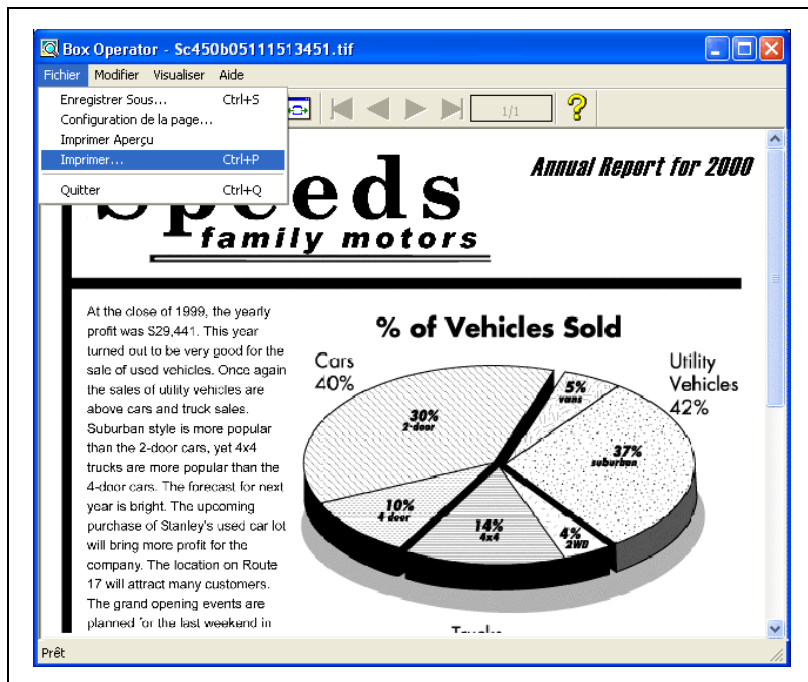 Box Operator - Sc450b05111513451.tif
Fichier Modifier Visualiser Aide
Enregistrer Sous... Ctrl+S
Configuration de la page...
Imprimer Aperçu
Imprimer... Ctrl+P
Quitter Ctrl+Q
1/1
Annual Report for 2000
Speeds
family motors
At the close of 1999, the yearly
profit was $29,441. This year
turned out to be very good for the
sale of used vehicles. Once again
the sales of utility vehicles are
above cars and truck sales.
Suburban style is more popular
than the 2-door cars, yet 4x4
trucks are more popular than the
4-door cars. The forecast for next
year is bright. The upcoming
purchase of Stanley's used car lot
will bring more profit for the
company. The location on Route
17 will attract many customers.
The grand opening events are
planned for the last weekend in
% of Vehicles Sold
Cars
40%
Utility
Vehicles
42%
5%
vans
30%
2-door
37%
suburban
10%
4 door
14%
4x4
4%
2WD
Trucks
Prêt